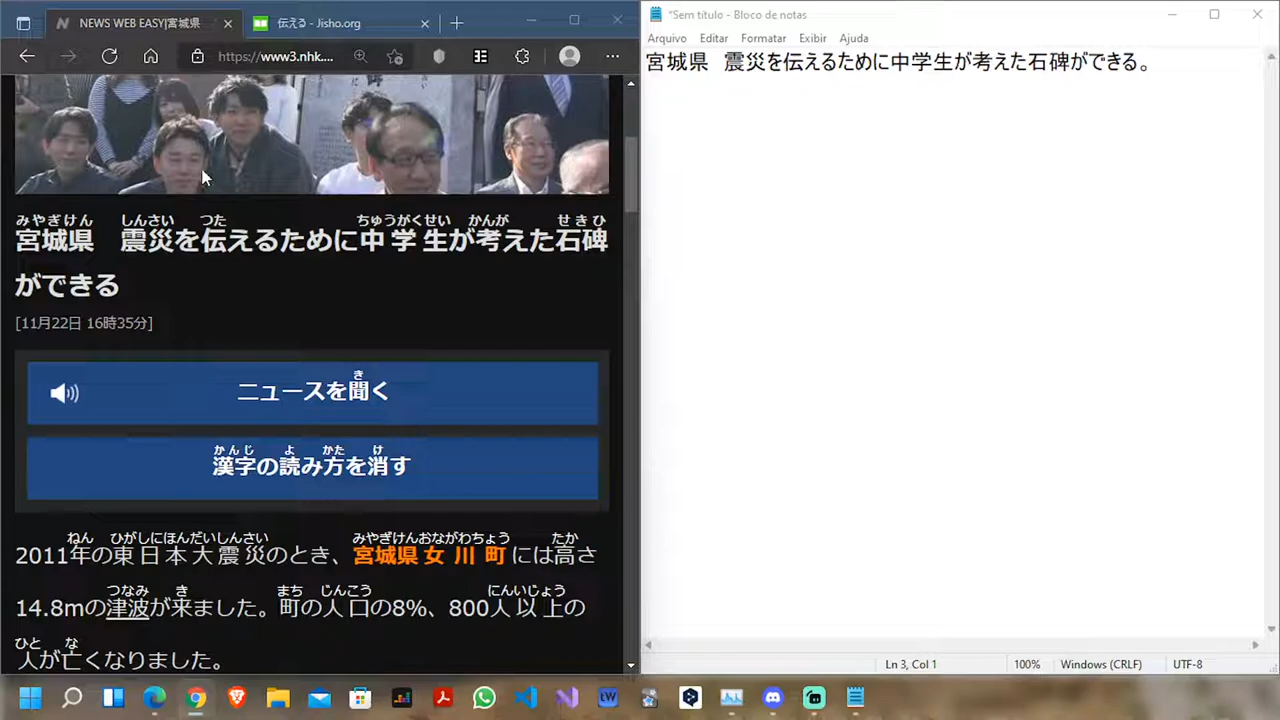 NEWS WEB EASY|宮城県
伝える - Jisho.org
https://www3.nhk....
みやぎけん しんさい つた ちゅうがくせい かんが せきひ
宮城県　震災を伝えるために中学生が考えた石碑
ができる
[11月22日 16時35分]
き
ニュースを聞く
かんじ よ かた け
漢字の読み方を消す
ねん ひがしにほんだいしんさい みやぎけんおながわちょう たか
2011年の東日本大震災のとき、宮城県女川町には高さ
つなみ き まち じんこう にんいじょう
14.8mの津波が来ました。町の人口の8%、800人以上の
ひと な
人が亡くなりました。
*Sem título - Bloco de notas
Arquivo Editar Formatar Exibir Ajuda
宮城県　震災を伝えるために中学生が考えた石碑ができる。
Ln 3, Col 1 100% Windows (CRLF) UTF-8
LW